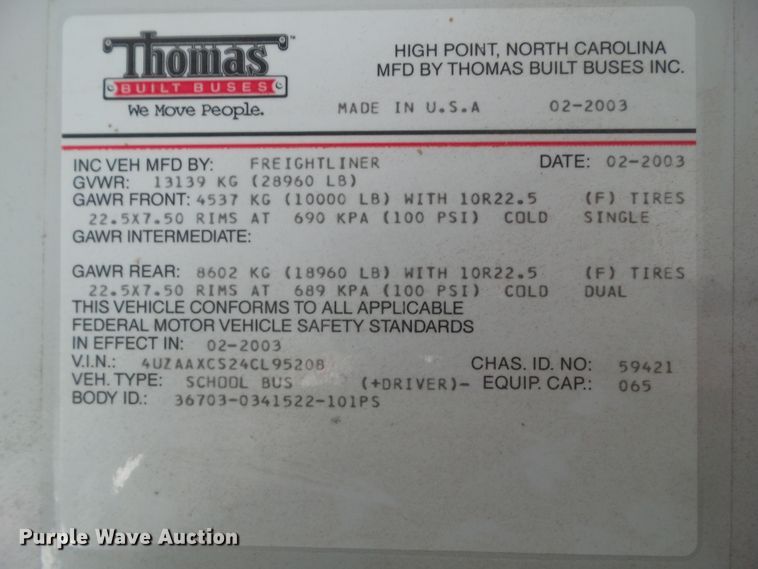 Thomas™
BUILT BUSES
We Move People.
HIGH POINT, NORTH CAROLINA
MFD BY THOMAS BUILT BUSES INC.
MADE IN U.S.A 02-2003
INC VEH MFD BY: FREIGHTLINER DATE: 02-2003
GVWR: 13139 KG (28960 LB)
GAWR FRONT: 4537 KG (10000 LB) WITH 10R22.5 (F) TIRES
22.5X7.50 RIMS AT 690 KPA (100 PSI) COLD SINGLE
GAWR INTERMEDIATE:
GAWR REAR: 8602 KG (18960 LB) WITH 10R22.5 (F) TIRES
22.5X7.50 RIMS AT 689 KPA (100 PSI) COLD DUAL
THIS VEHICLE CONFORMS TO ALL APPLICABLE
FEDERAL MOTOR VEHICLE SAFETY STANDARDS
IN EFFECT IN: 02-2003
V.I.N.: 4UZAAXCS24CL95208 CHAS. ID. NO: 59421
VEH. TYPE: SCHOOL BUS (+DRIVER)- EQUIP. CAP.: 065
BODY ID.: 36703-0341522-101PS
Purple Wave Auction